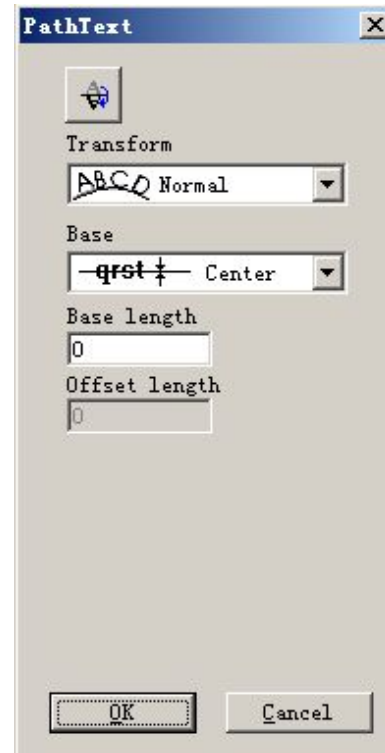 PathText
Transform
ABCD Normal
Base
qrst Center
Base length
0
Offset length
0
OK Cancel